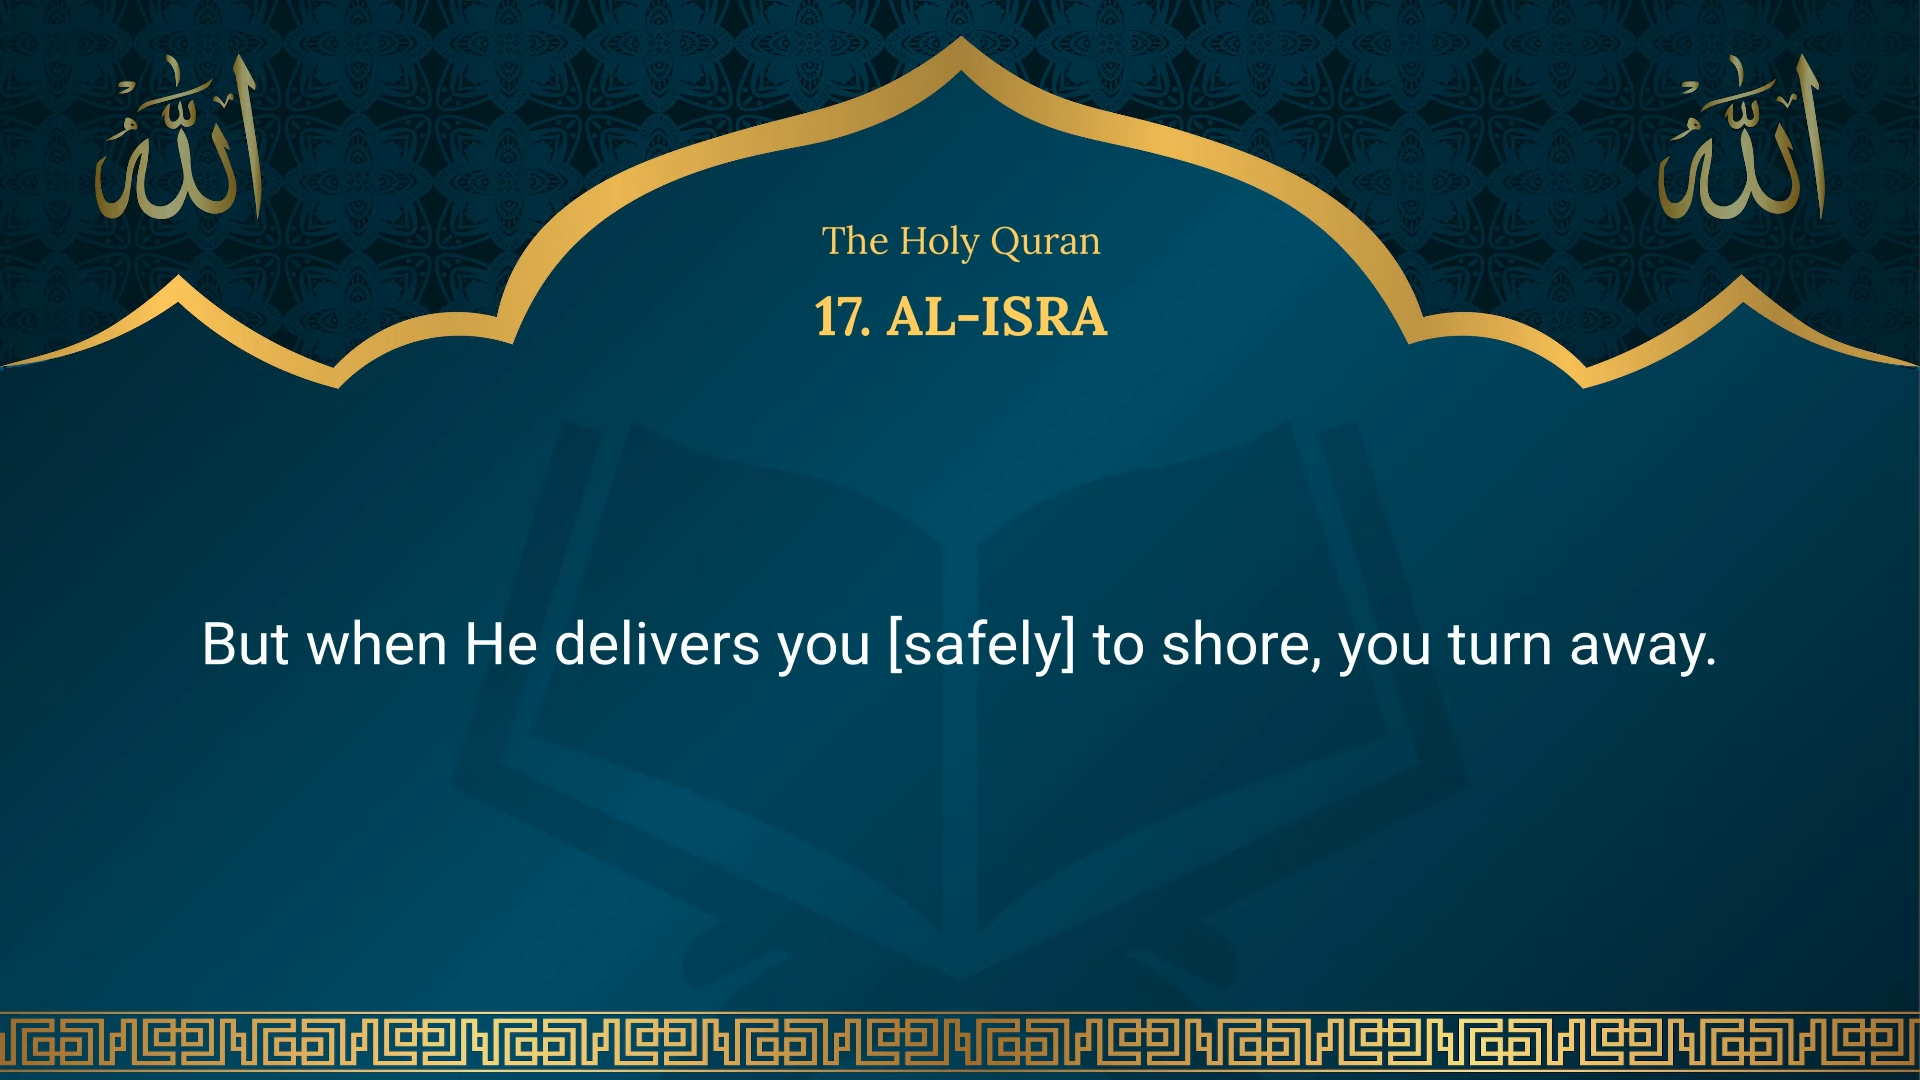 الله الله
The Holy Quran
17. AL-ISRA
But when He delivers you [safely] to shore, you turn away.